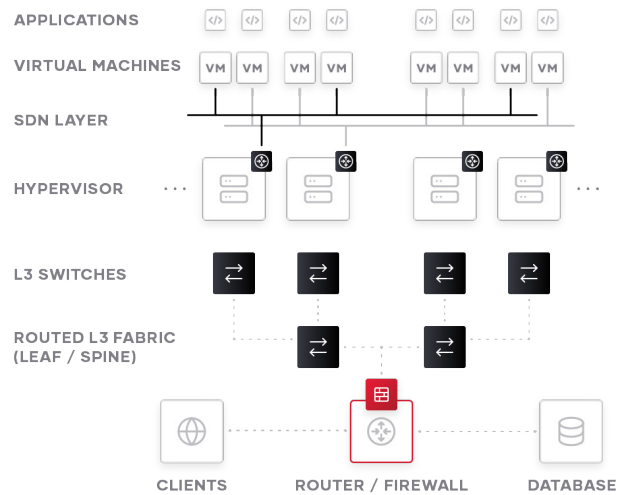 APPLICATIONS
VIRTUAL MACHINES
VM VM VM VM VM VM VM VM
SDN LAYER
HYPERVISOR
... ...
L3 SWITCHES
ROUTED L3 FABRIC
(LEAF / SPINE)
CLIENTS ROUTER / FIREWALL DATABASE